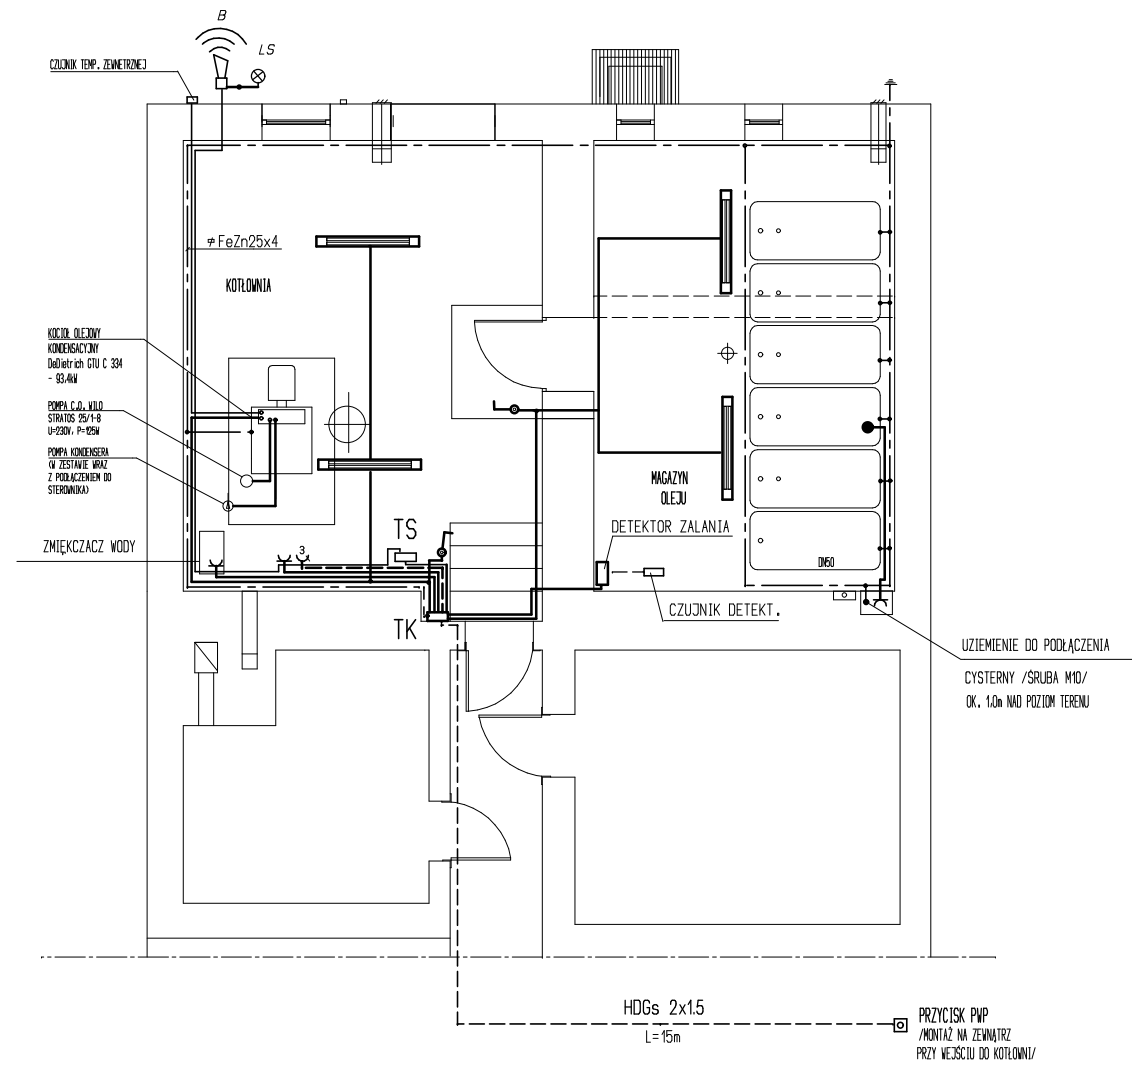 B
LS
CZUJNIK TEMP. ZEWNETRZNEJ
FeZn25x4
KOTŁOWNIA
KOCIOŁ OLEJOWY
KONDENSACYJNY
DeDietrich GTU C 334
- 93.4kW
POMPA C.O. WILO
STRATOS 25/1-8
U=230V, P=125W
POMPA KONDENSERA
(W ZESTAWIE WRAZ
Z PODŁĄCZENIEM DO
STEROWNIKA)
ZMIĘKCZACZ WODY
3
TS
TK
MAGAZYN
OLEJU
DETEKTOR ZALANIA
CZUJNIK DETEKT.
DN50
UZIEMIENIE DO PODŁĄCZENIA
CYSTERNY /ŚRUBA M10/
OK. 1,0m NAD POZIOM TERENU
HDGs 2x1.5
L=15m
PRZYCISK PWP
/MONTAŻ NA ZEWNĄTRZ
PRZY WEJŚCIU DO KOTŁOWNI/